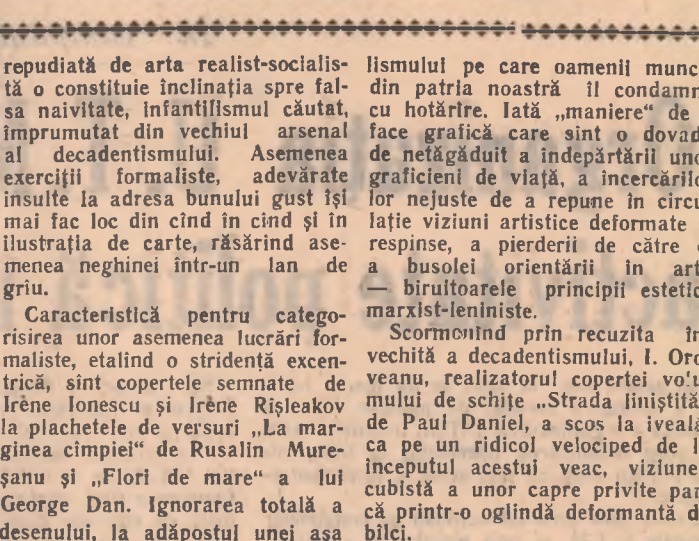 repudiată de arta realist-socialis-
tă o constituie înclinația spre fal-
sa naivitate, infantilismul căutat,
împrumutat din vechiul arsenal
al decadentismului. Asemenea
exerciții formaliste, adevărate
insulte la adresa bunului gust își
mai fac loc din cînd în cînd și în
ilustrația de carte, răsărind ase-
menea neghinei într-un lan de
grîu.
Caracteristică pentru catego-
risirea unor asemenea lucrări for-
maliste, etalînd o stridență excen-
trică, sînt copertele semnate de
Irène Ionescu și Irène Rișleakov
la plachetele de versuri „La mar-
ginea cîmpiei“ de Rusalin Mure-
șanu și „Flori de mare“ a lui
George Dan. Ignorarea totală a
desenului, la adăpostul unei așa
lismului pe care oamenii munc
din patria noastră îl condamn
cu hotărîre. Iată „maniere“ de
face grafică care sînt o dovad
de netăgăduit a îndepărtării uno
graficieni de viață, a încercărilo
lor nejuste de a repune în circu
lație viziuni artistice deformate
respinse, a pierderii de către
a busolei orientării în art
— biruitoarele principii estetic
marxist-leniniste.
Scormonind prin recuzita în
vechită a decadentismului, I. Oro
veanu, realizatorul copertei volu
mului de schițe „Strada liniștită
de Paul Daniel, a scos la iveală
ca pe un ridicol velociped de l
începutul acestui veac, viziune
cubistă a unor capre privite par
că printr-o oglindă deformantă d
bîlci.